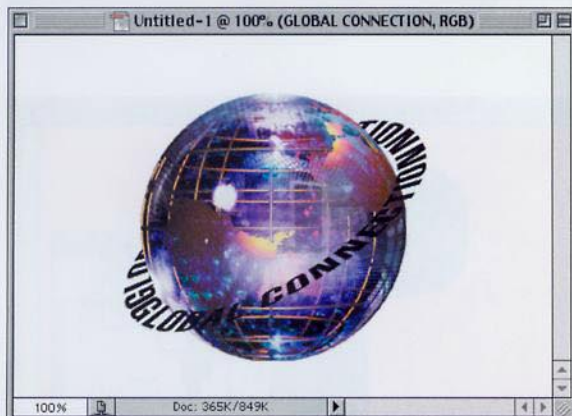 Untitled-1 @ 100% (GLOBAL CONNECTION, RGB)
GLOBAL CONNECTION
100%
Doc: 365K/849K